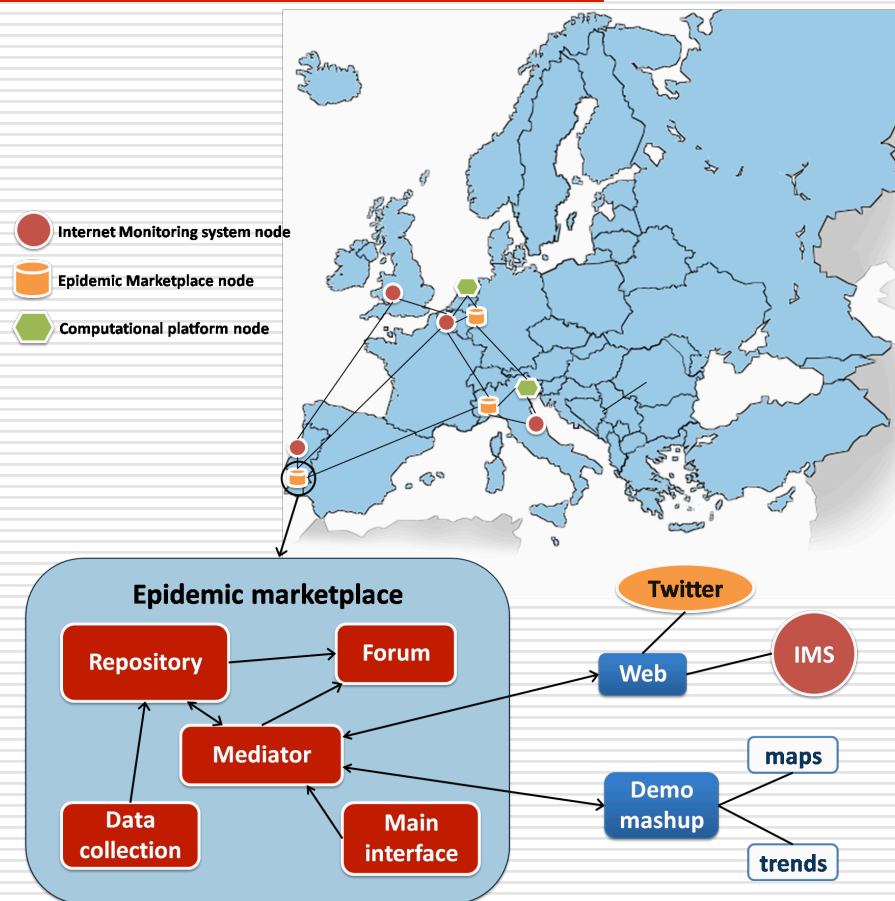 Internet Monitoring system node
Epidemic Marketplace node
Computational platform node
Epidemic marketplace
Repository
Forum
Mediator
Data
collection
Main
interface
Twitter
Web
IMS
Demo
mashup
maps
trends